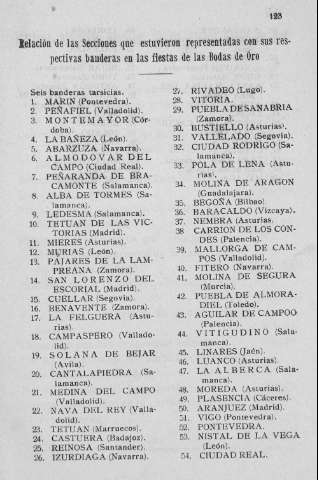 123
Relación de las Secciones que estuvieron representadas con sus res-
pectivas banderas en las fiestas de las Bodas de Oro
Seis banderas tarsicias.
1. MARIN (Pontevedra).
2. PEÑAFIEL (Valladolid).
3. MONTEMAYOR (Cór-
doba).
4. LA BAÑEZA (León).
5. ABARZUZA (Navarra).
6. ALMODOVAR DEL
CAMPO (Ciudad Real).
7. PEÑARANDA DE BRA-
CAMONTE (Salamanca).
8. ALBA DE TORMES (Sa-
lamanca).
9. LEDESMA (Salamanca).
10. TETUAN DE LAS VIC-
TORIAS (Madrid).
11. MIERES (Asturias).
12. MURIAS (León).
13. PAJARES DE LA LAM-
PREANA (Zamora).
14. SAN LORENZO DEL
ESCORIAL (Madrid).
15. CUELLAR (Segovia).
16. BENAVENTE (Zamora).
17. LA FELGUERA (Astu-
rias).
18. CAMPASPERO (Vallado-
lid).
19. SOLANA DE BEJAR
(Avila).
20. CANTALAPIEDRA (Sa-
lamanca).
21. MEDINA DEL CAMPO
(Valladolid).
22. NAVA DEL REY (Valla-
dolid).
23. TETUAN (Marruecos).
24. CASTUERA (Badajoz).
25. REINOSA (Santander).
26. IZURDIAGA (Navarra).
27. RIVADEO (Lugo).
28. VITORIA.
29. PUEBLA DE SANABRIA
(Zamora).
30. BUSTIELLO (Asturias).
31. VALLELADO (Segovia).
32. CIUDAD RODRIGO (Sa-
lamanca).
33. POLA DE LENA (Astu-
rias).
34. MOLINA DE ARAGON
(Guadalajara).
35. BEGOÑA (Bilbao).
36. BARACALDO (Vizcaya).
37. NEMBRA (Asturias).
38 CARRION DE LOS CON-
DES (Palencia).
39. MALLORGA DE CAM-
POS (Valladolid).
40. FITERO (Navarra).
41. MOLINA DE SEGURA
(Murcia).
42. PUEBLA DE ALMORA-
DIEL (Toledo).
43. AGUILAR DE CAMPOO
(Palencia).
44. VITIGUDINO (Sala-
manca).
45. LINARES (Jaén).
46. LUANCO (Asturias).
47. LA ALBERCA (Sala-
manca).
48. MOREDA (Asturias).
49. PLASENCIA (Cáceres).
50. ARANJUEZ (Madrid).
51. VIGO (Pontevedra).
52. PONTEVEDRA.
53. NISTAL DE LA VEGA
(León).
54. CIUDAD REAL.